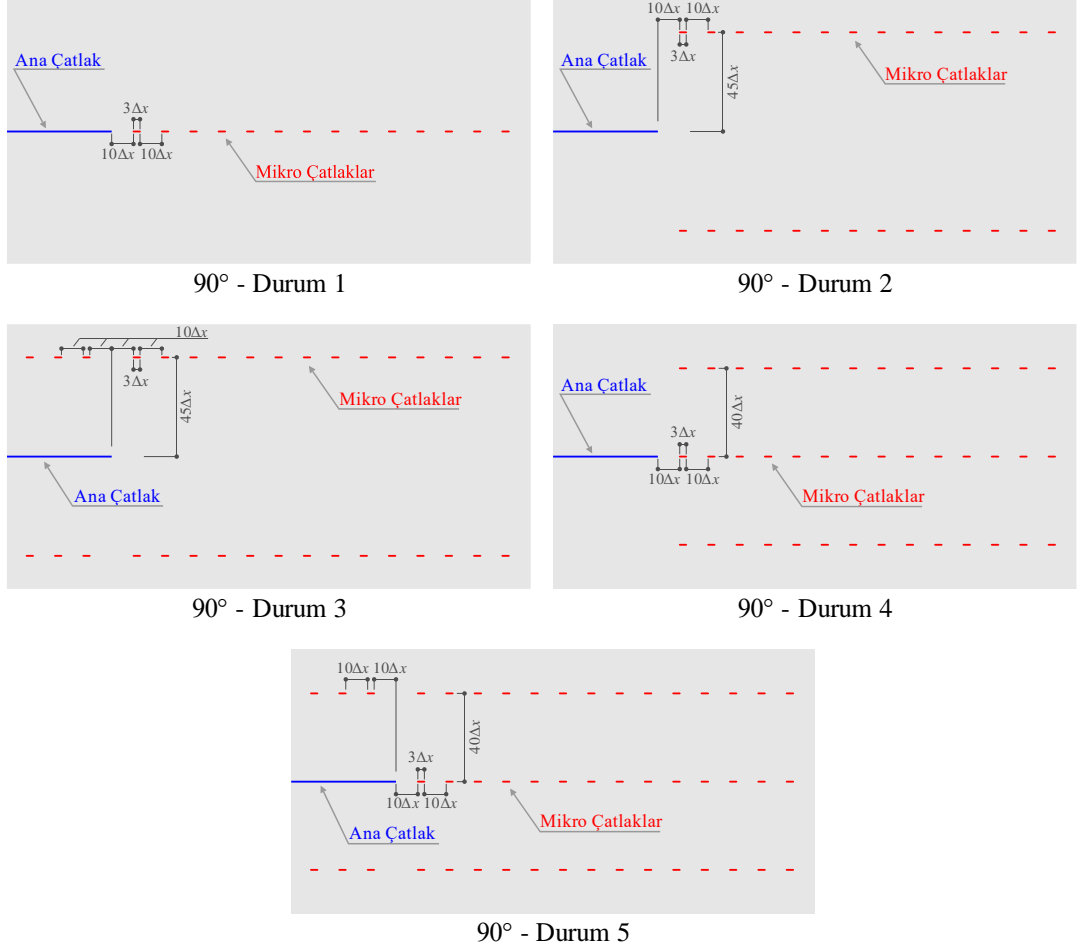 Ana Çatlak
3Δx
10Δx 10Δx
Mikro Çatlaklar
90° - Durum 1
10Δx 10Δx
Ana Çatlak
3Δx
45Δx
Mikro Çatlaklar
90° - Durum 2
10Δx
3Δx
45Δx
Mikro Çatlaklar
Ana Çatlak
90° - Durum 3
Ana Çatlak
40Δx
3Δx
10Δx 10Δx
Mikro Çatlaklar
90° - Durum 4
10Δx 10Δx
40Δx
3Δx
10Δx 10Δx
Ana Çatlak
Mikro Çatlaklar
90° - Durum 5